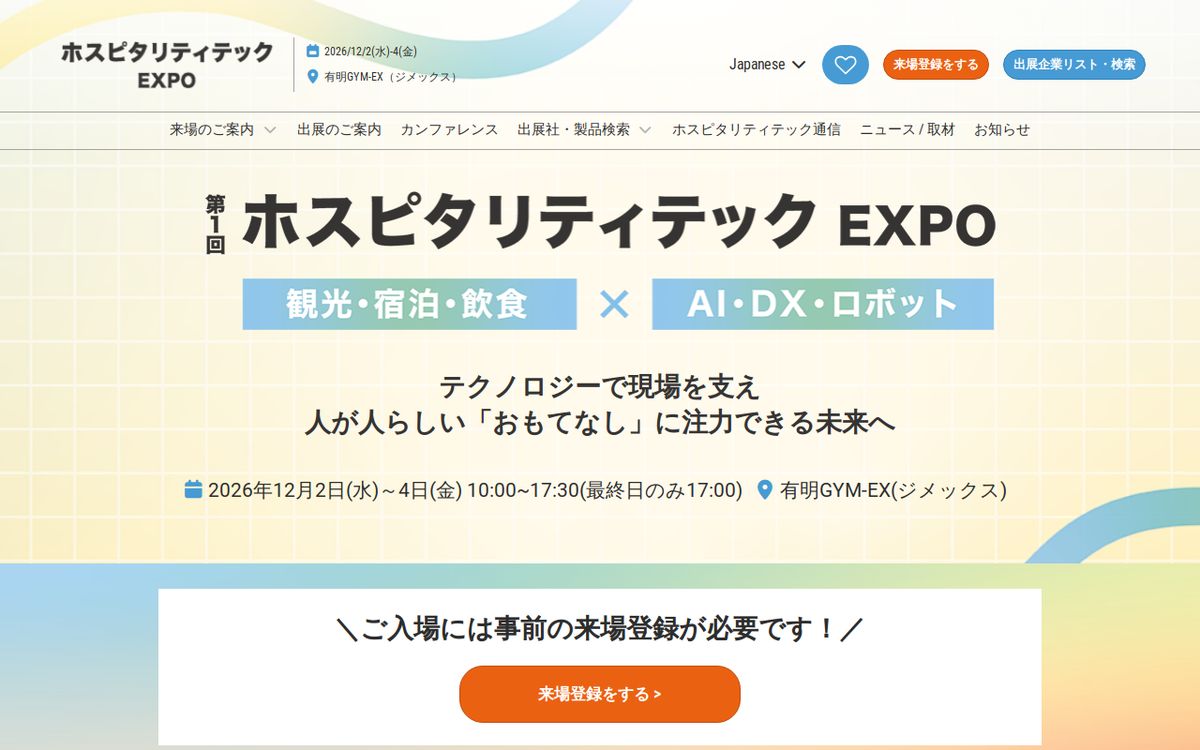 ホスピタリティテック
EXPO
2026/12/2(水)-4(金)
有明GYM-EX（ジメックス）
Japanese
来場登録をする
出展企業リスト・検索
来場のご案内
出展のご案内
カンファレンス
出展社・製品検索
ホスピタリティテック通信
ニュース / 取材
お知らせ
第1回 ホスピタリティテック EXPO
観光・宿泊・飲食 × AI・DX・ロボット
テクノロジーで現場を支え
人が人らしい「おもてなし」に注力できる未来へ
2026年12月2日(水)～4日(金) 10:00~17:30(最終日のみ17:00) 有明GYM-EX(ジメックス)
＼ご入場には事前の来場登録が必要です！／
来場登録をする >